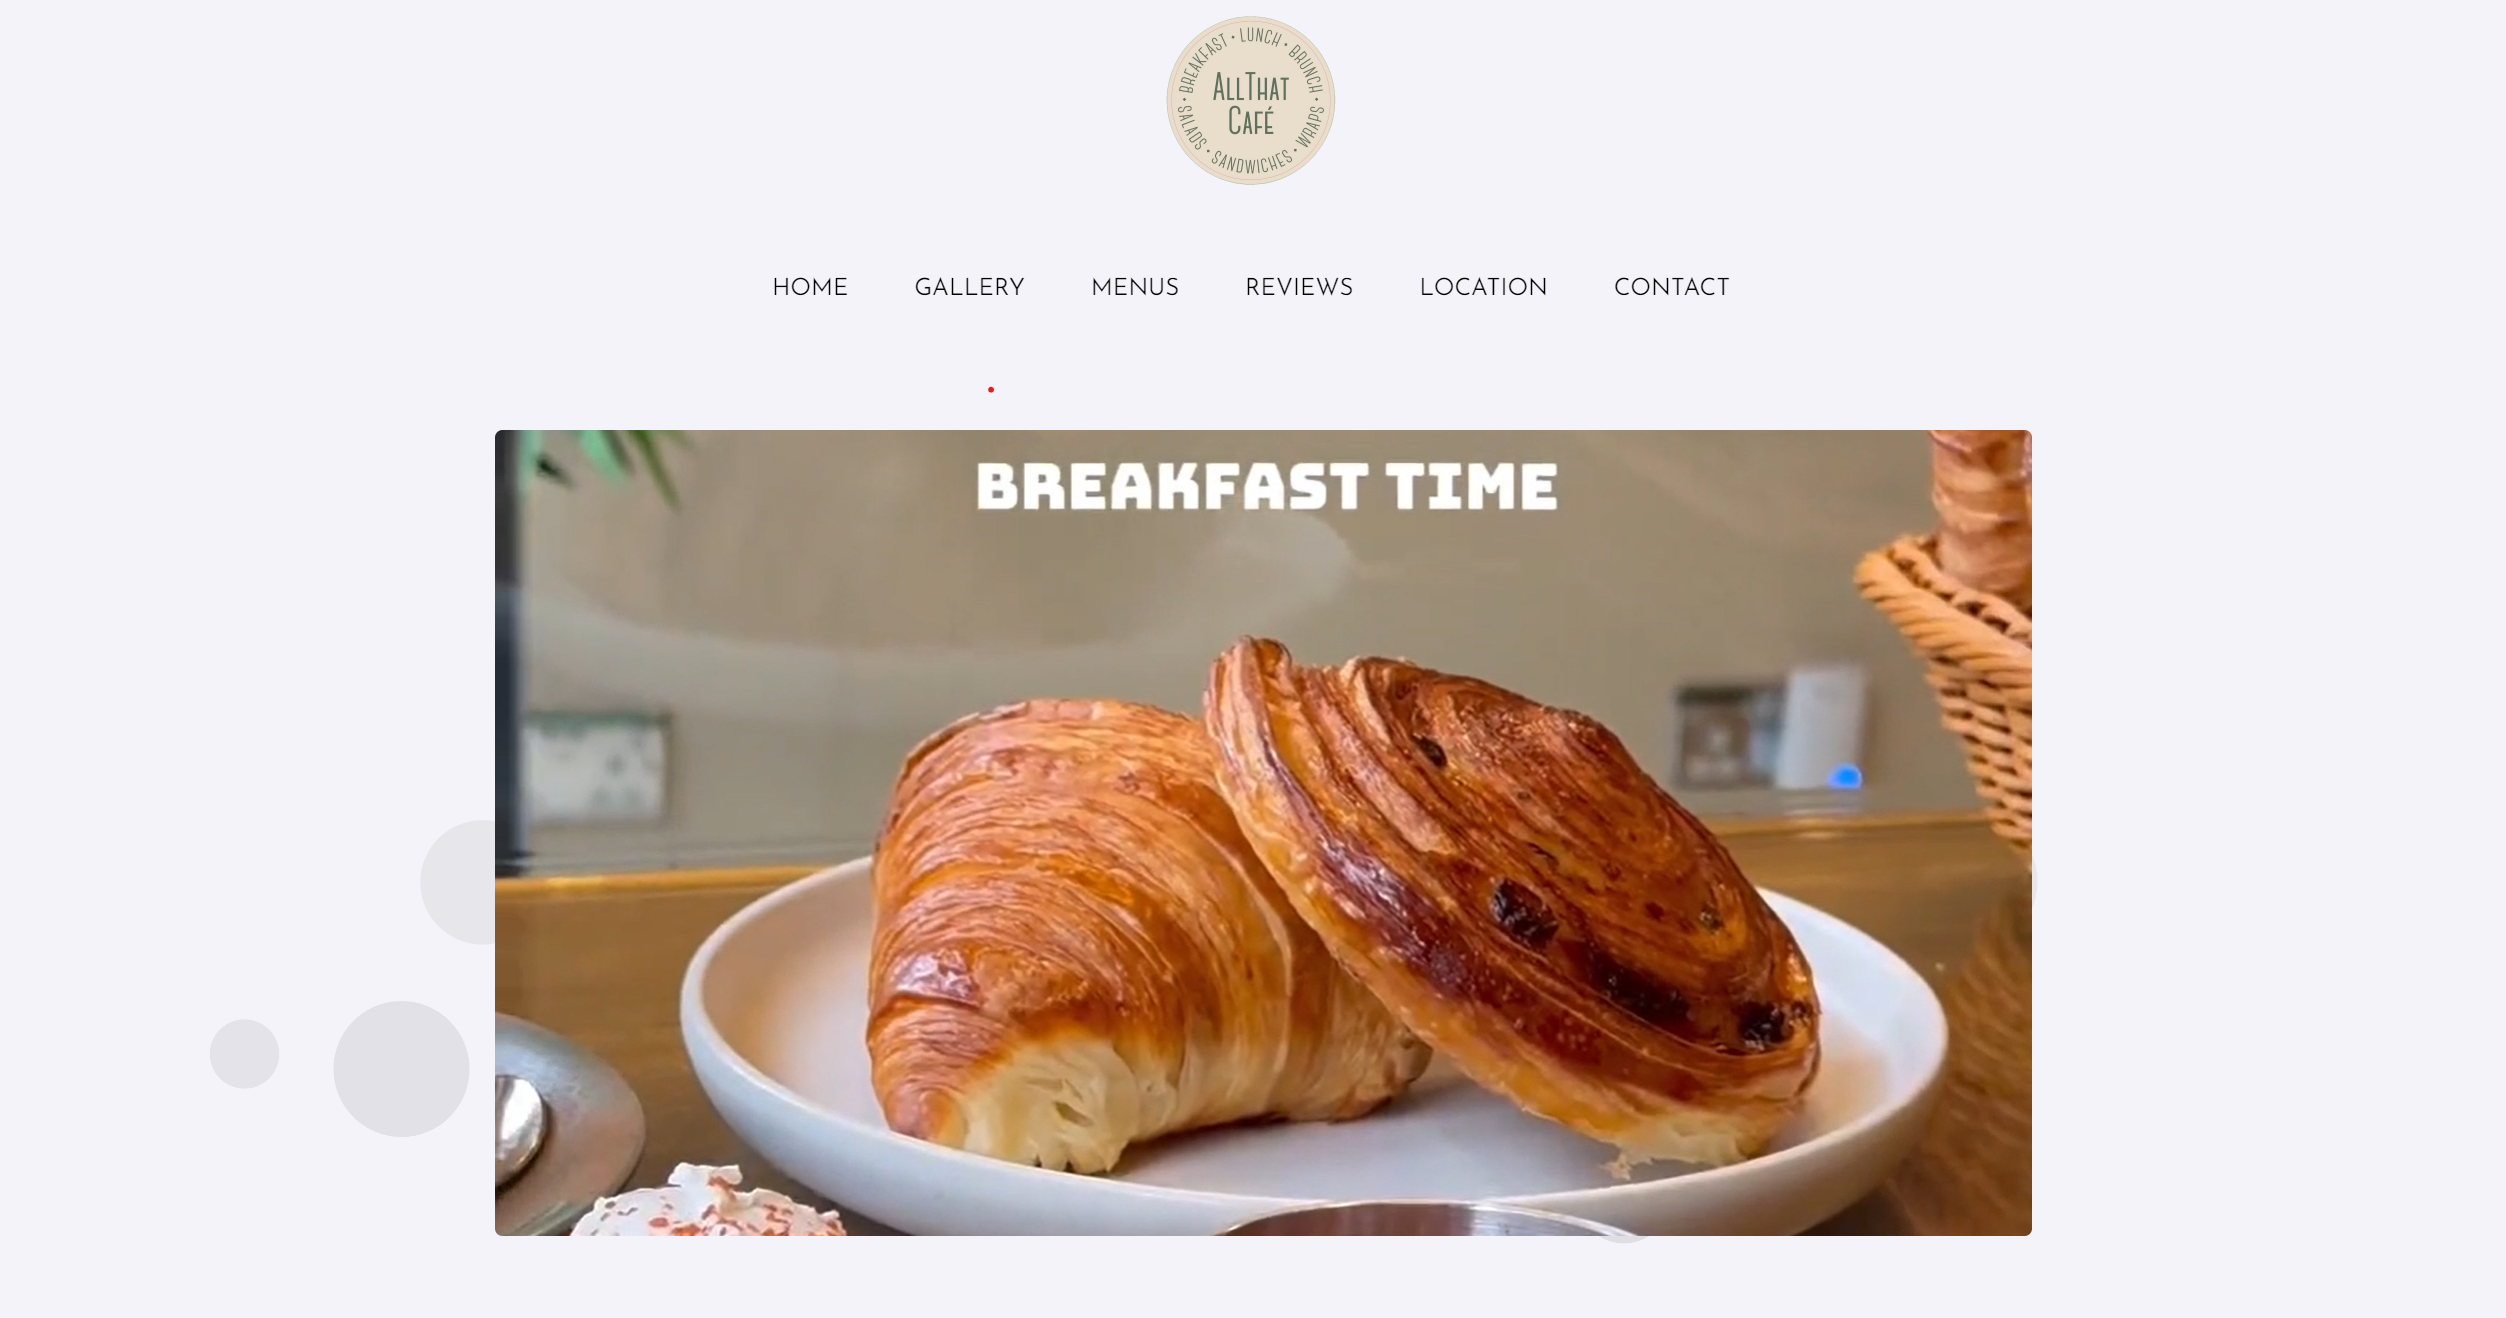 BREAKFAST • LUNCH • BRUNCH • WRAPS • SANDWICHES • SALADS •
ALLTHAT
CAFÉ
HOME GALLERY MENUS REVIEWS LOCATION CONTACT
BREAKFAST TIME